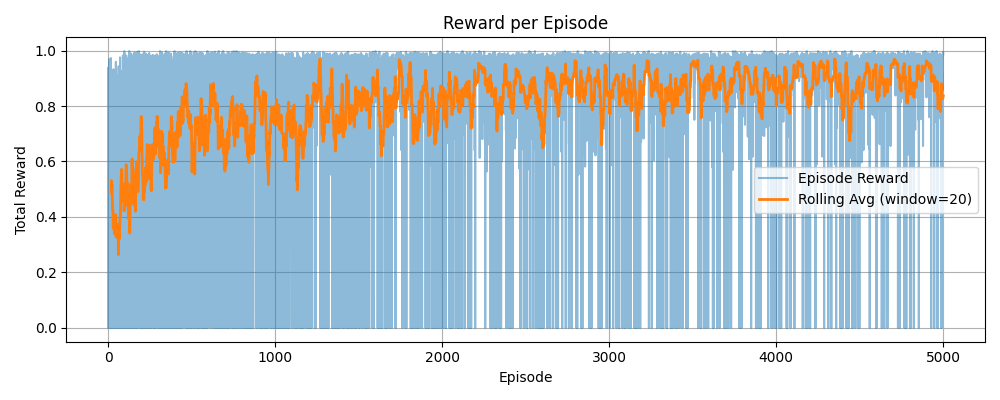 Reward per Episode
Total Reward
1.0
0.8
0.6
0.4
0.2
0.0
Episode Reward
Rolling Avg (window=20)
0 1000 2000 3000 4000 5000
Episode